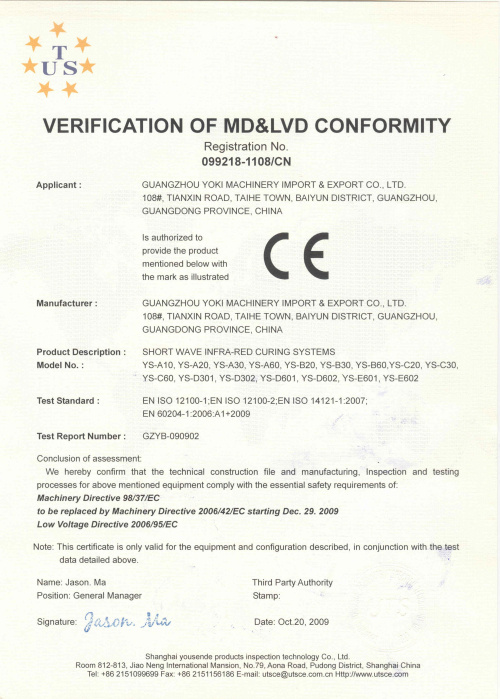 T
US
VERIFICATION OF MD&LVD CONFORMITY
Registration No.
099218-1108/CN
Applicant :
GUANGZHOU YOKI MACHINERY IMPORT & EXPORT CO., LTD.
108#, TIANXIN ROAD, TAIHE TOWN, BAIYUN DISTRICT, GUANGZHOU,
GUANGDONG PROVINCE, CHINA
Is authorized to
provide the product
mentioned below with
the mark as illustrated
CE
Manufacturer :
GUANGZHOU YOKI MACHINERY IMPORT & EXPORT CO., LTD.
108#, TIANXIN ROAD, TAIHE TOWN, BAIYUN DISTRICT, GUANGZHOU,
GUANGDONG PROVINCE, CHINA
Product Description : SHORT WAVE INFRA-RED CURING SYSTEMS
Model No. : YS-A10, YS-A20, YS-A30, YS-A60, YS-B20, YS-B30, YS-B60,YS-C20, YS-C30,
YS-C60, YS-D301, YS-D302, YS-D601, YS-D602, YS-E601, YS-E602
Test Standard : EN ISO 12100-1;EN ISO 12100-2;EN ISO 14121-1:2007;
EN 60204-1:2006:A1+2009
Test Report Number : GZYB-090902
Conclusion of assessment:
We hereby confirm that the technical construction file and manufacturing, Inspection and testing
processes for above mentioned equipment comply with the essential safety requirements of:
Machinery Directive 98/37/EC
to be replaced by Machinery Directive 2006/42/EC starting Dec. 29. 2009
Low Voltage Directive 2006/95/EC
Note: This certificate is only valid for the equipment and configuration described, in conjunction with the test
data detailed above.
Name: Jason. Ma
Third Party Authority
Position: General Manager
Stamp:
Signature: Jason. Ma
Date: Oct.20, 2009
Shanghai yousende products inspection technology Co., Ltd.
Room 812-813, Jiao Neng International Mansion, No.79, Aona Road, Pudong District, Shanghai China
Tel: +86 2151099699 Fax: +86 2151156186 E-mail: utsce@utsce.com.cn Http://www.utsce.com